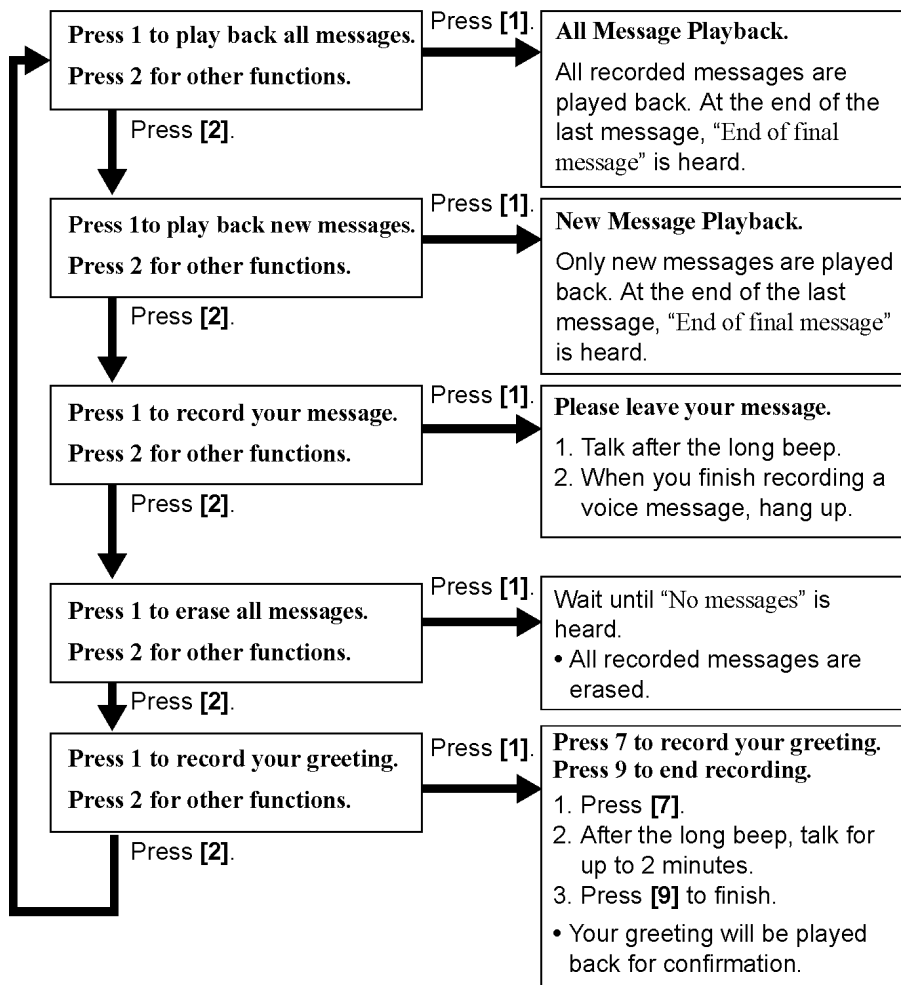 Press 1 to play back all messages.
Press 2 for other functions.
Press [1].
All Message Playback.
All recorded messages are
played back. At the end of the
last message, “End of final
message” is heard.
Press [2].
Press 1to play back new messages.
Press 2 for other functions.
Press [1].
New Message Playback.
Only new messages are played
back. At the end of the last
message, “End of final message”
is heard.
Press [2].
Press 1 to record your message.
Press 2 for other functions.
Press [1].
Please leave your message.
1. Talk after the long beep.
2. When you finish recording a
voice message, hang up.
Press [2].
Press 1 to erase all messages.
Press 2 for other functions.
Press [1].
Wait until “No messages” is
heard.
• All recorded messages are
erased.
Press [2].
Press 1 to record your greeting.
Press 2 for other functions.
Press [1].
Press 7 to record your greeting.
Press 9 to end recording.
1. Press [7].
2. After the long beep, talk for
up to 2 minutes.
3. Press [9] to finish.
• Your greeting will be played
back for confirmation.
Press [2].